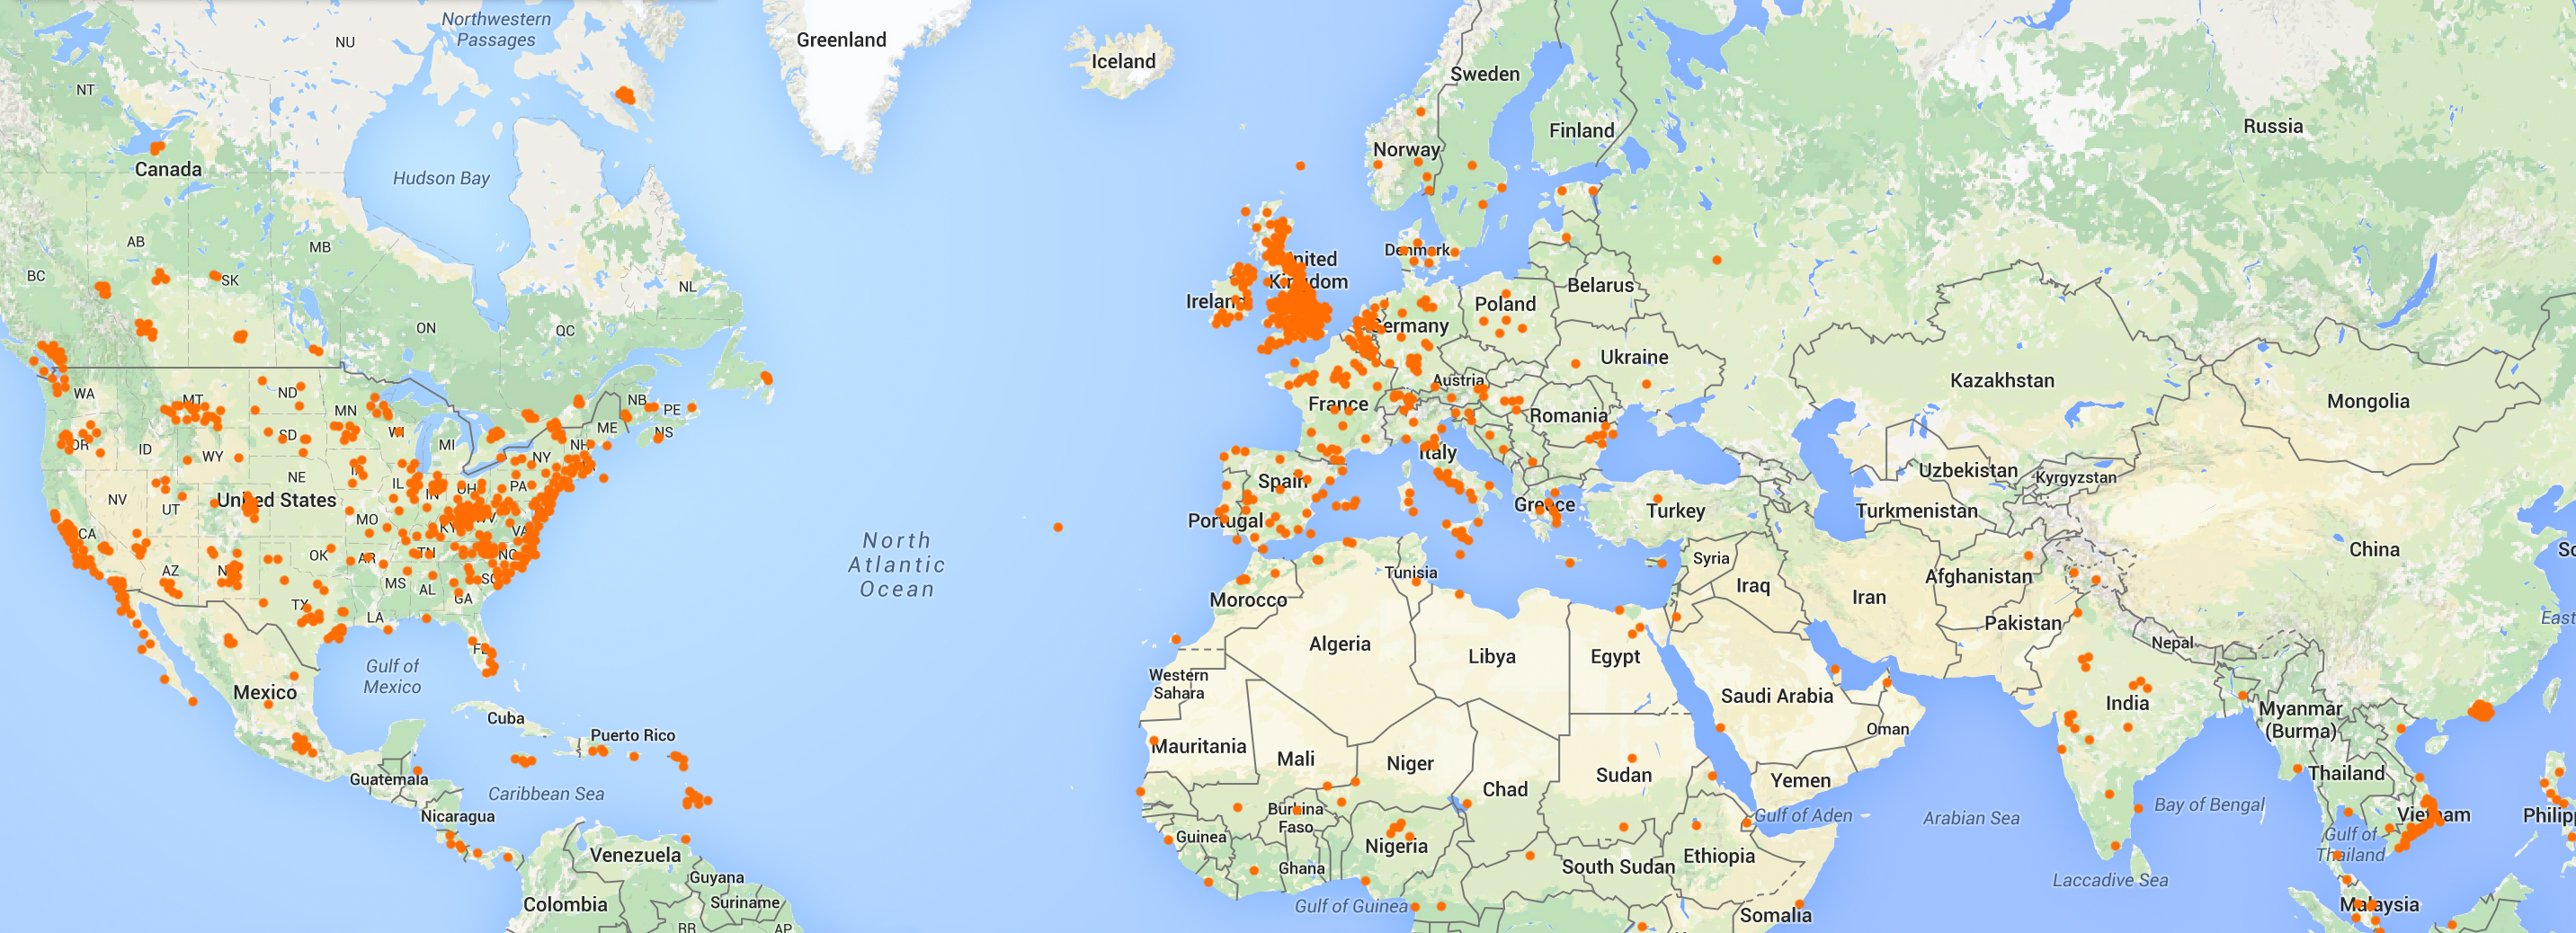 Northwestern
Passages
NU
Greenland
Iceland
Sweden
Finland
Russia
NT
Canada
Hudson Bay
Norway
AB
MB
BC
SK
NL
ON
QC
United
Kingdom
Ireland
Denmark
Poland
Belarus
Germany
Ukraine
Kazakhstan
Mongolia
WA
MT
ND
MN
NB
PE
NS
Austria
France
Romania
OR
ID
SD
WI
MI
ME
NH
WY
NY
Italy
NE
IA
IL
IN
OH
PA
Uzbekistan
Kyrgyzstan
NV
UT
United States
Spain
Greece
Turkey
Turkmenistan
MO
KY
WV
VA
Portugal
CA
OK
AR
TN
NC
North
Atlantic
Ocean
Syria
Tunisia
China
AZ
MS
AL
SC
GA
Iraq
Iran
Afghanistan
TX
LA
Morocco
Pakistan
East
Nepal
FL
Gulf of
Mexico
Algeria
Libya
Egypt
Mexico
Western
Sahara
Saudi Arabia
India
Cuba
Puerto Rico
Myanmar
(Burma)
Oman
Mauritania
Mali
Niger
Chad
Sudan
Yemen
Thailand
Guatemala
Caribbean Sea
Nicaragua
Burkina
Faso
Guinea
Gulf of Aden
Arabian Sea
Bay of Bengal
Vietnam
Philip
Nigeria
Ghana
Venezuela
Guyana
Suriname
Colombia
South Sudan
Ethiopia
Gulf of
Thailand
Laccadive Sea
Gulf of Guinea
Somalia
Malaysia
RR
AP